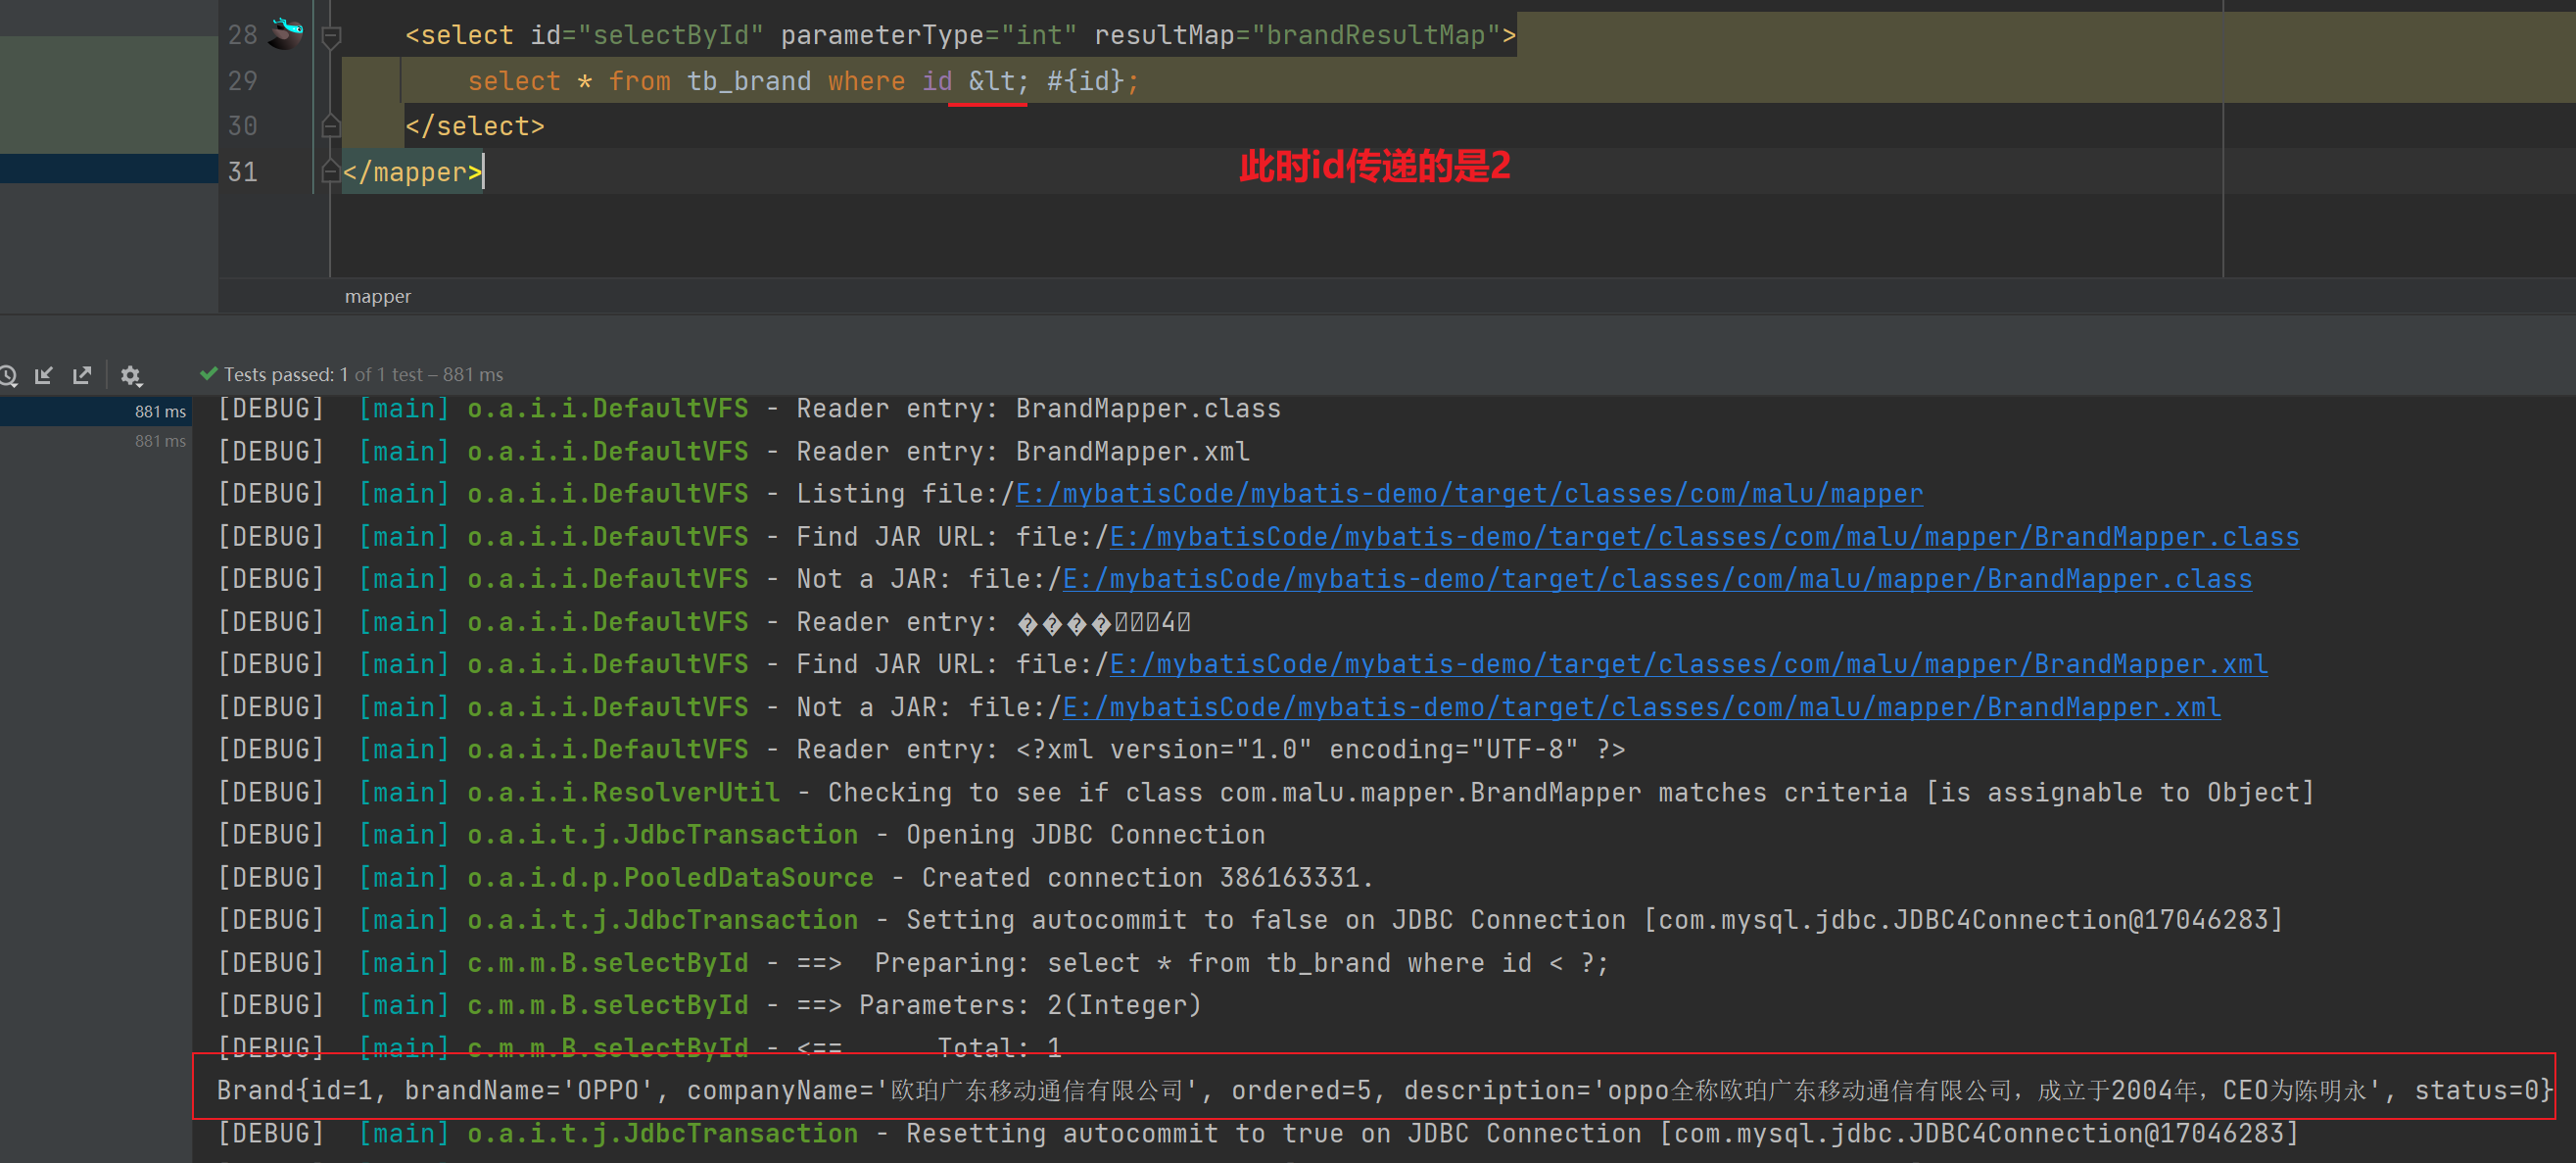 28 <select id="selectById" parameterType="int" resultMap="brandResultMap">
29 select * from tb_brand where id &lt; #{id};
30 </select>
31 </mapper>
此时id传递的是2
mapper
Tests passed: 1 of 1 test – 881 ms
881 ms
881 ms
[DEBUG] [main] o.a.i.i.DefaultVFS - Reader entry: BrandMapper.class
[DEBUG] [main] o.a.i.i.DefaultVFS - Reader entry: BrandMapper.xml
[DEBUG] [main] o.a.i.i.DefaultVFS - Listing file:/E:/mybatisCode/mybatis-demo/target/classes/com/malu/mapper
[DEBUG] [main] o.a.i.i.DefaultVFS - Find JAR URL: file:/E:/mybatisCode/mybatis-demo/target/classes/com/malu/mapper/BrandMapper.class
[DEBUG] [main] o.a.i.i.DefaultVFS - Not a JAR: file:/E:/mybatisCode/mybatis-demo/target/classes/com/malu/mapper/BrandMapper.class
[DEBUG] [main] o.a.i.i.DefaultVFS - Reader entry: ����4
[DEBUG] [main] o.a.i.i.DefaultVFS - Find JAR URL: file:/E:/mybatisCode/mybatis-demo/target/classes/com/malu/mapper/BrandMapper.xml
[DEBUG] [main] o.a.i.i.DefaultVFS - Not a JAR: file:/E:/mybatisCode/mybatis-demo/target/classes/com/malu/mapper/BrandMapper.xml
[DEBUG] [main] o.a.i.i.DefaultVFS - Reader entry: <?xml version="1.0" encoding="UTF-8" ?>
[DEBUG] [main] o.a.i.i.ResolverUtil - Checking to see if class com.malu.mapper.BrandMapper matches criteria [is assignable to Object]
[DEBUG] [main] o.a.i.t.j.JdbcTransaction - Opening JDBC Connection
[DEBUG] [main] o.a.i.d.p.PooledDataSource - Created connection 386163331.
[DEBUG] [main] o.a.i.t.j.JdbcTransaction - Setting autocommit to false on JDBC Connection [com.mysql.jdbc.JDBC4Connection@17046283]
[DEBUG] [main] c.m.m.B.selectById - ==>  Preparing: select * from tb_brand where id < ?;
[DEBUG] [main] c.m.m.B.selectById - ==> Parameters: 2(Integer)
[DEBUG] [main] c.m.m.B.selectById - <==      Total: 1
Brand{id=1, brandName='OPPO', companyName='欧珀广东移动通信有限公司', ordered=5, description='oppo全称欧珀广东移动通信有限公司，成立于2004年，CEO为陈明永', status=0}
[DEBUG] [main] o.a.i.t.j.JdbcTransaction - Resetting autocommit to true on JDBC Connection [com.mysql.jdbc.JDBC4Connection@17046283]